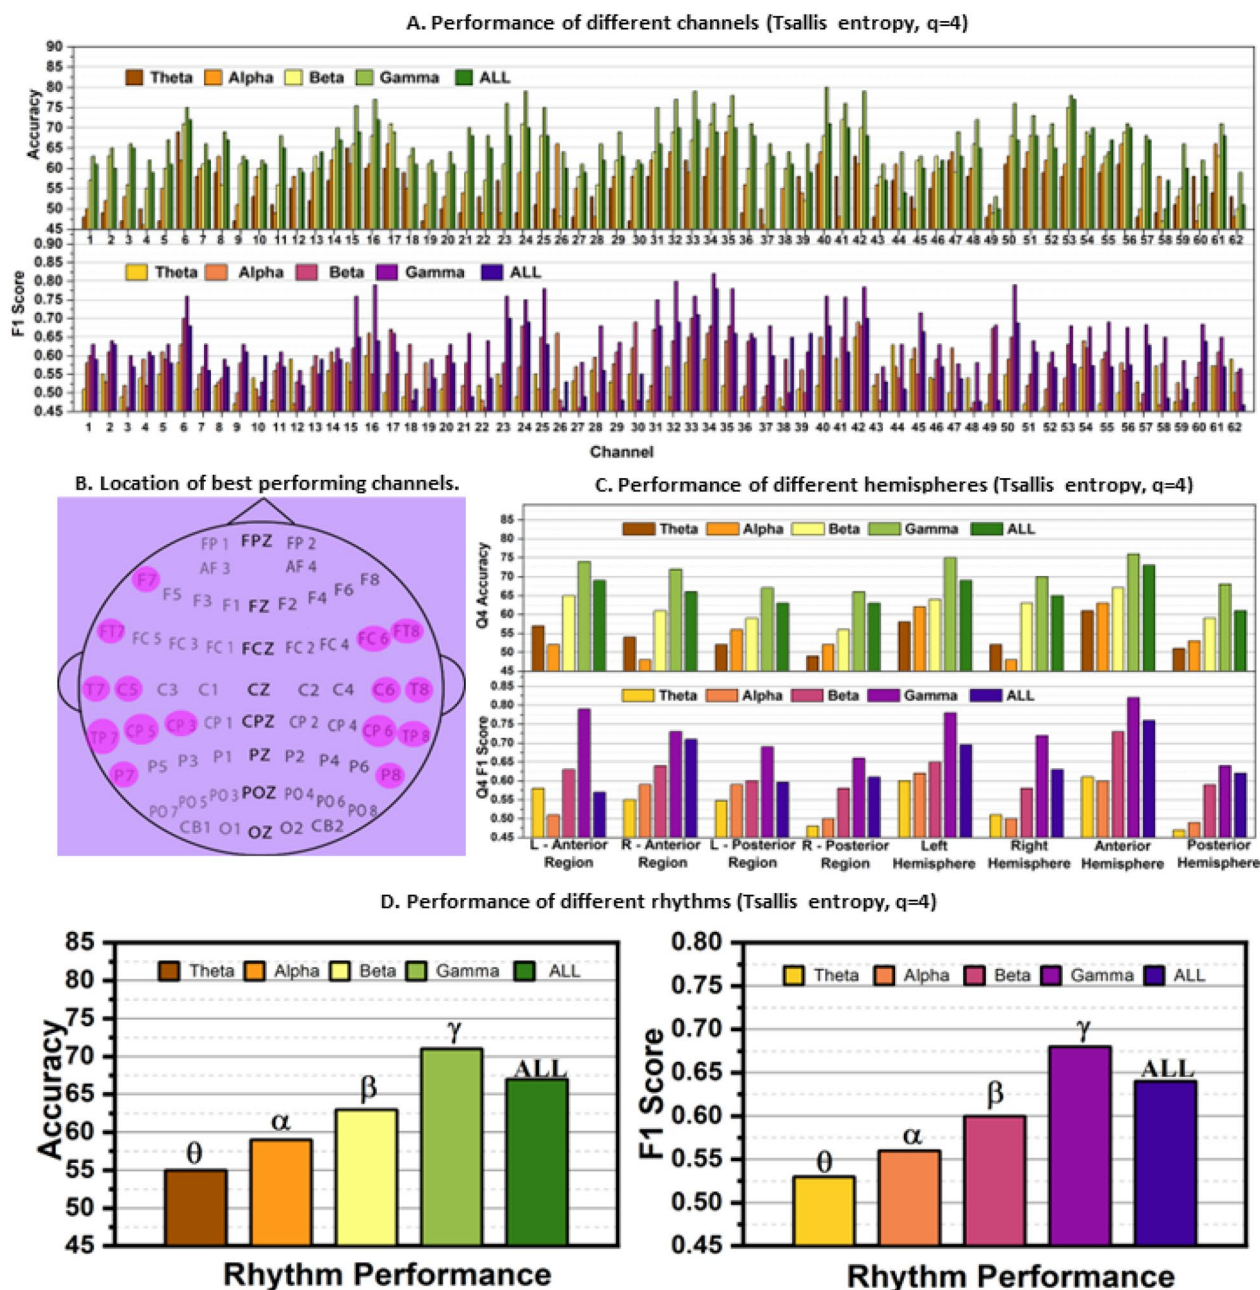 A. Performance of different channels (Tsallis entropy, q=4)
90
85
80
75
70
65
60
55
50
45
Accuracy
Theta Alpha Beta Gamma ALL
1 2 3 4 5 6 7 8 9 10 11 12 13 14 15 16 17 18 19 20 21 22 23 24 25 26 27 28 29 30 31 32 33 34 35 36 37 38 39 40 41 42 43 44 45 46 47 48 49 50 51 52 53 54 55 56 57 58 59 60 61 62
0.90
0.85
0.80
0.75
0.70
0.65
0.60
0.55
0.50
0.45
F1 Score
Theta Alpha Beta Gamma ALL
1 2 3 4 5 6 7 8 9 10 11 12 13 14 15 16 17 18 19 20 21 22 23 24 25 26 27 28 29 30 31 32 33 34 35 36 37 38 39 40 41 42 43 44 45 46 47 48 49 50 51 52 53 54 55 56 57 58 59 60 61 62
Channel
B. Location of best performing channels.
FP 1 FPZ FP 2
AF 3 AF 4
F7 F5 F3 F1 FZ F2 F4 F6 F8
FT7 FC 5 FC 3 FC 1 FCZ FC 2 FC 4 FC 6 FT8
T7 C5 C3 C1 CZ C2 C4 C6 T8
TP 7 CP 5 CP 3 CP 1 CPZ CP 2 CP 4 CP 6 TP 8
P7 P5 P3 P1 PZ P2 P4 P6 P8
PO7 PO 5 PO 3 POZ PO 4 PO 6 PO 8
CB1 O1 OZ O2 CB2
C. Performance of different hemispheres (Tsallis entropy, q=4)
85
80
75
70
65
60
55
50
45
Q4 Accuracy
Theta Alpha Beta Gamma ALL
0.85
0.80
0.75
0.70
0.65
0.60
0.55
0.50
0.45
Q4 F1 Score
Theta Alpha Beta Gamma ALL
L - Anterior R - Anterior L - Posterior R - Posterior Left Right Anterior Posterior
Region Region Region Region Hemisphere Hemisphere Hemisphere Hemisphere
D. Performance of different rhythms (Tsallis entropy, q=4)
85
80
75
70
65
60
55
50
45
Accuracy
Theta Alpha Beta Gamma ALL
θ α β γ ALL
Rhythm Performance
0.80
0.75
0.70
0.65
0.60
0.55
0.50
0.45
F1 Score
Theta Alpha Beta Gamma ALL
θ α β γ ALL
Rhythm Performance